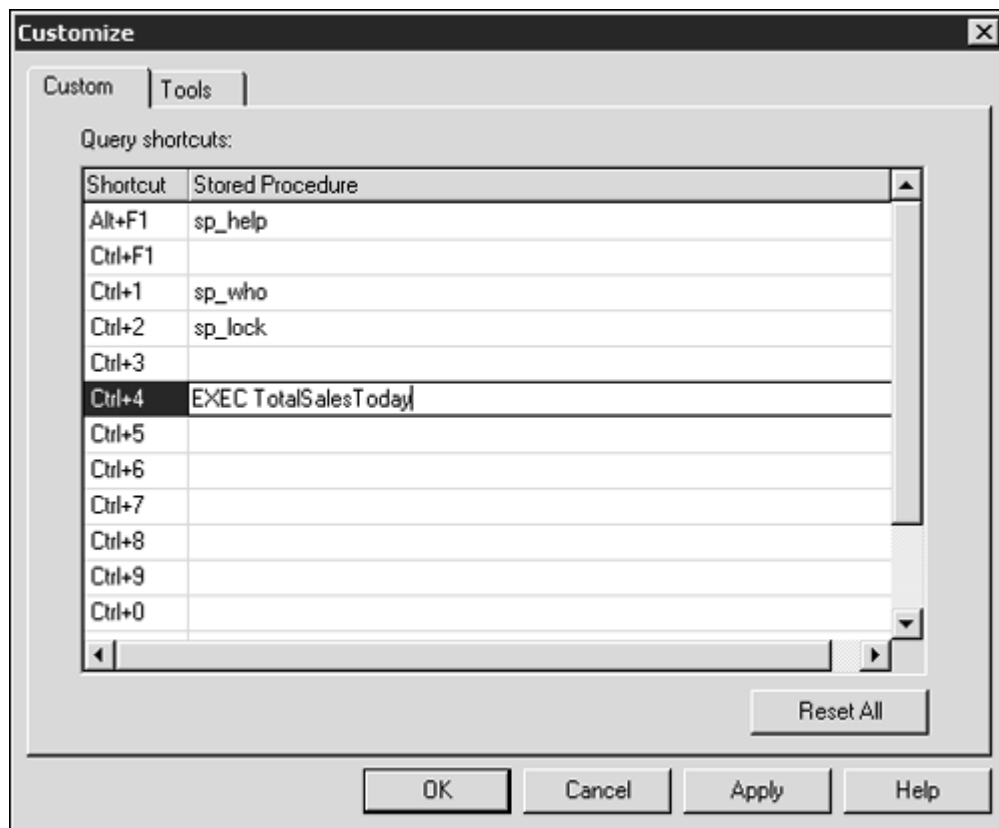 Customize
Custom Tools
Query shortcuts:
Shortcut Stored Procedure
Alt+F1 sp_help
Ctrl+F1
Ctrl+1 sp_who
Ctrl+2 sp_lock
Ctrl+3
Ctrl+4 EXEC TotalSalesToday
Ctrl+5
Ctrl+6
Ctrl+7
Ctrl+8
Ctrl+9
Ctrl+0
Reset All
OK Cancel Apply Help